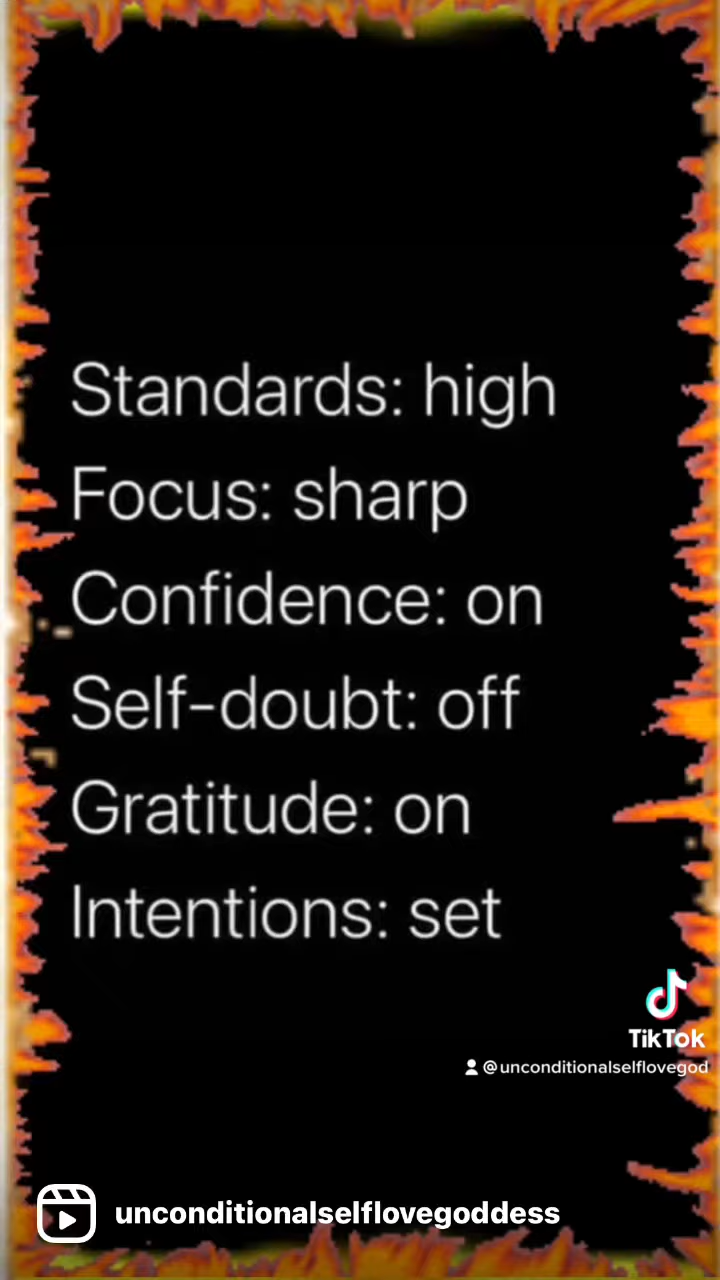 Standards: high
Focus: sharp
Confidence: on
Self-doubt: off
Gratitude: on
Intentions: set
TikTok
@unconditionalselflovegod
unconditionalselflovegoddess